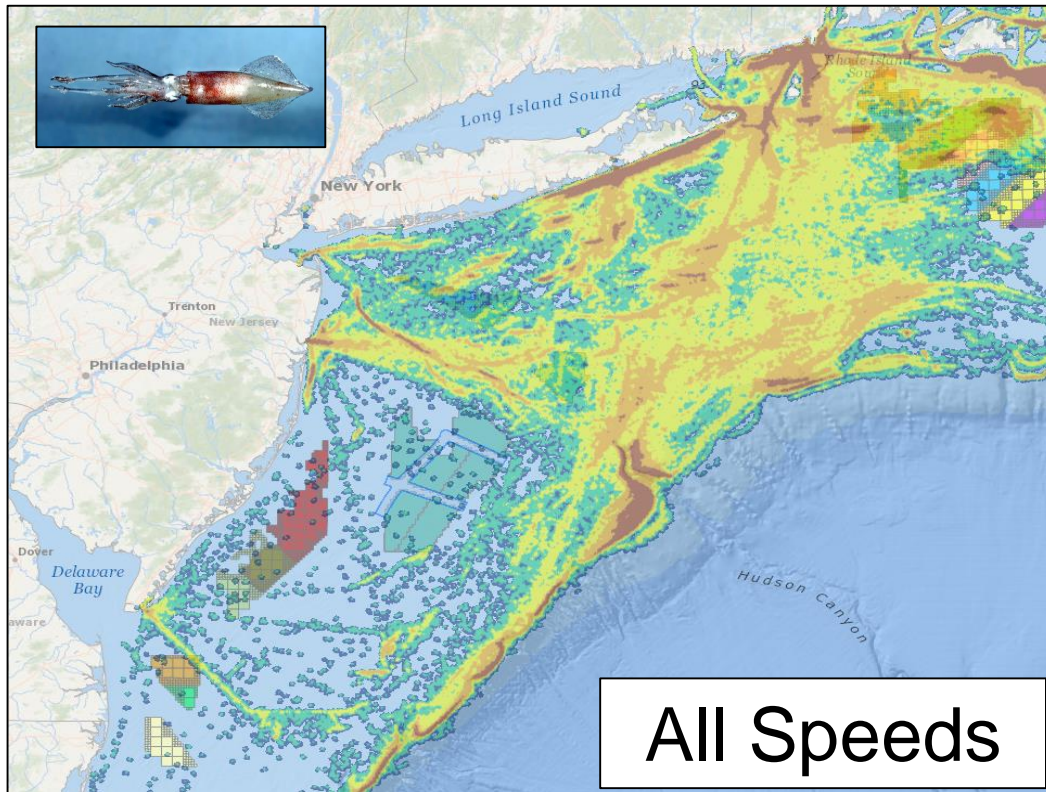 Rhode Island
Sound
Long Island Sound
New York
Trenton
New Jersey
Philadelphia
Dover
Delaware
Bay
aware
Hudson Canyon
All Speeds